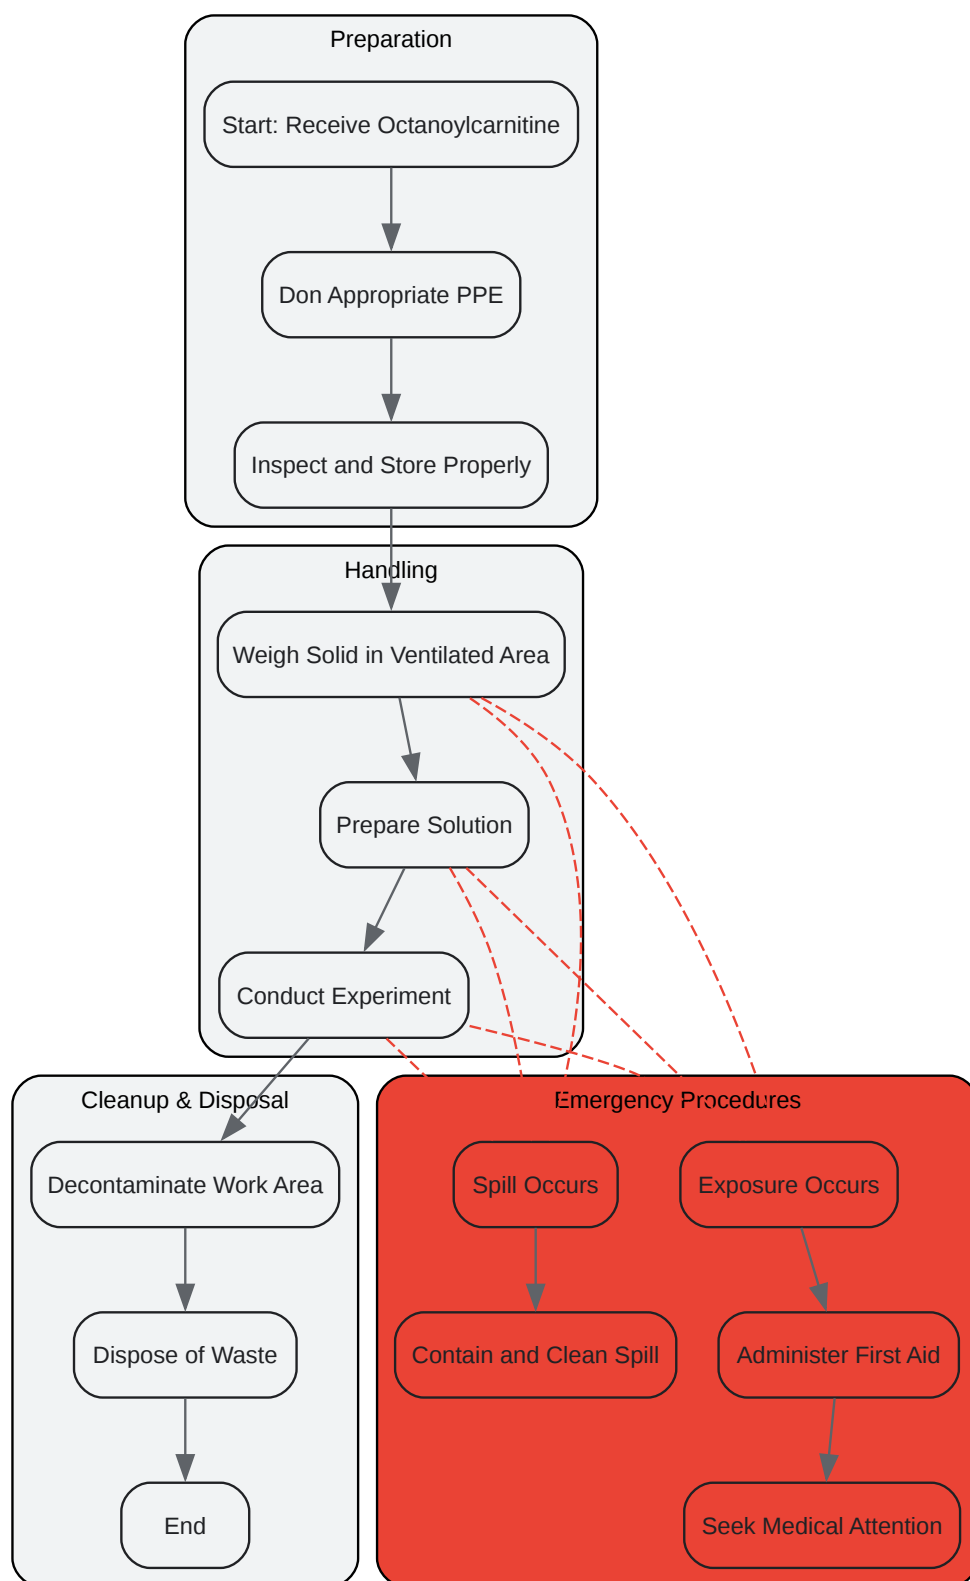 Preparation
Start: Receive Octanoylcarnitine
Don Appropriate PPE
Inspect and Store Properly
Handling
Weigh Solid in Ventilated Area
Prepare Solution
Conduct Experiment
Cleanup & Disposal
Decontaminate Work Area
Dispose of Waste
End
Emergency Procedures
Spill Occurs
Exposure Occurs
Contain and Clean Spill
Administer First Aid
Seek Medical Attention